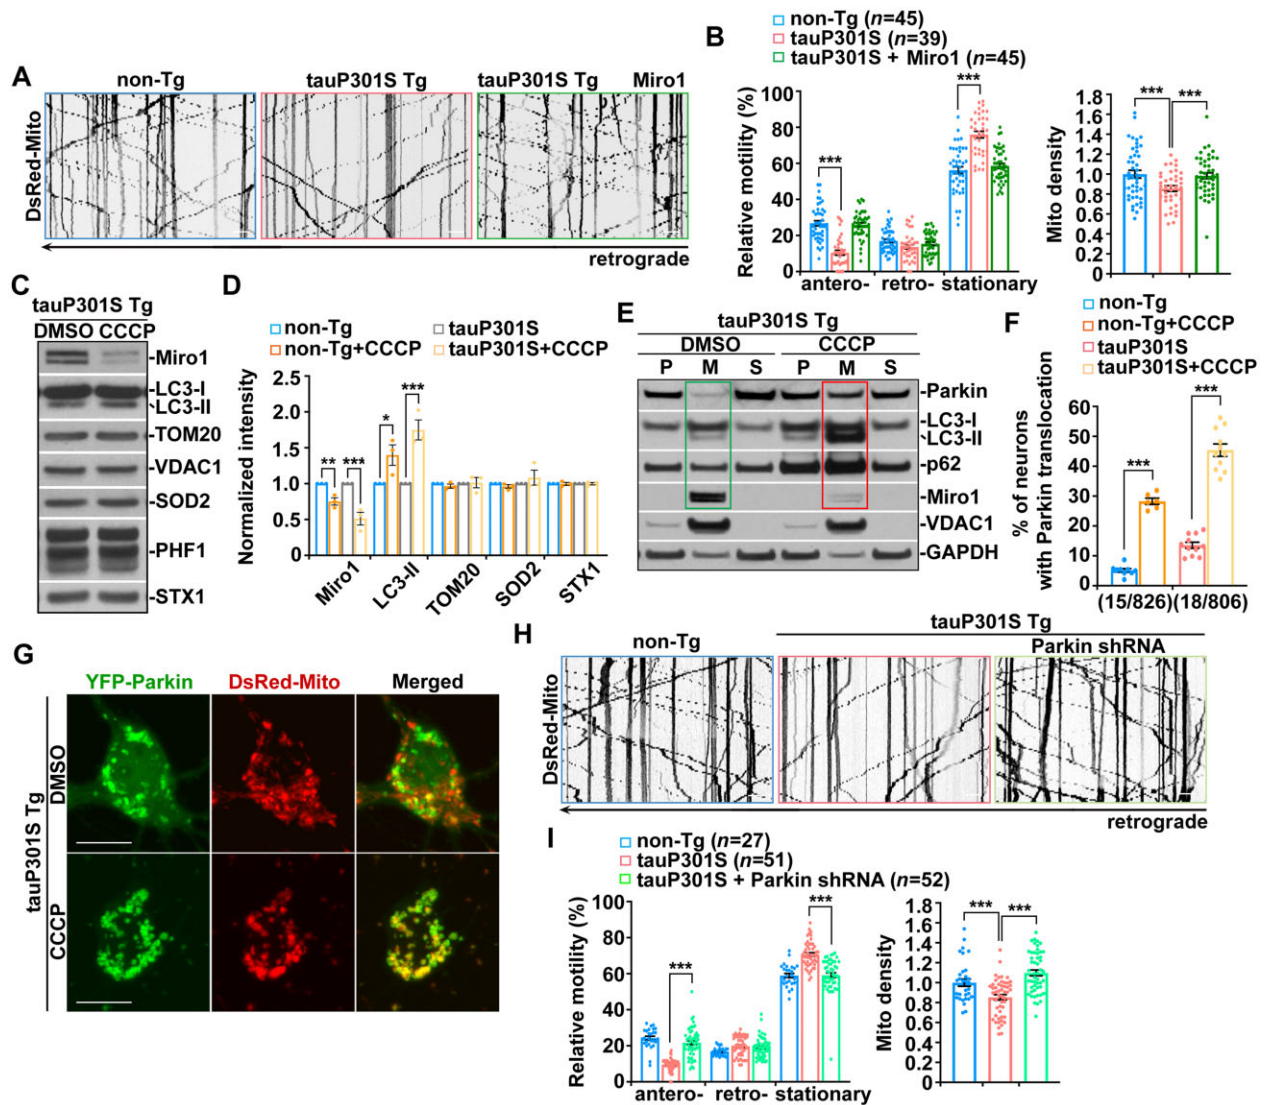 A
non-Tg
tauP301S Tg
tauP301S Tg
Miro1
DsRed-Mito
retrograde
B
non-Tg (n=45)
tauP301S (n=39)
tauP301S + Miro1 (n=45)
Relative motility (%)
100
80
60
40
20
0
***
***
antero-
retro-
stationary
Mito density
1.8
1.6
1.4
1.2
1.0
0.8
0.6
0.4
0.2
0
***
***
C
tauP301S Tg
DMSO CCCP
-Miro1
-LC3-I
LC3-II
-TOM20
-VDAC1
-SOD2
-PHF1
-STX1
D
non-Tg
non-Tg+CCCP
tauP301S
tauP301S+CCCP
Normalized intensity
2.5
2.0
1.5
1.0
0.5
0
**
***
*
***
Miro1
LC3-II
TOM20
SOD2
STX1
E
tauP301S Tg
DMSO
CCCP
P M S P M S
-Parkin
-LC3-I
LC3-II
-p62
-Miro1
-VDAC1
-GAPDH
F
non-Tg
non-Tg+CCCP
tauP301S
tauP301S+CCCP
% of neurons
with Parkin translocation
60
50
40
30
20
10
0
***
***
(15/826)(18/806)
G
YFP-Parkin
DsRed-Mito
Merged
tauP301S Tg
DMSO
CCCP
H
non-Tg
tauP301S Tg
Parkin shRNA
DsRed-Mito
retrograde
I
non-Tg (n=27)
tauP301S (n=51)
tauP301S + Parkin shRNA (n=52)
Relative motility (%)
100
80
60
40
20
0
***
***
antero-
retro-
stationary
Mito density
1.8
1.6
1.4
1.2
1.0
0.8
0.6
0.4
0.2
0
***
***